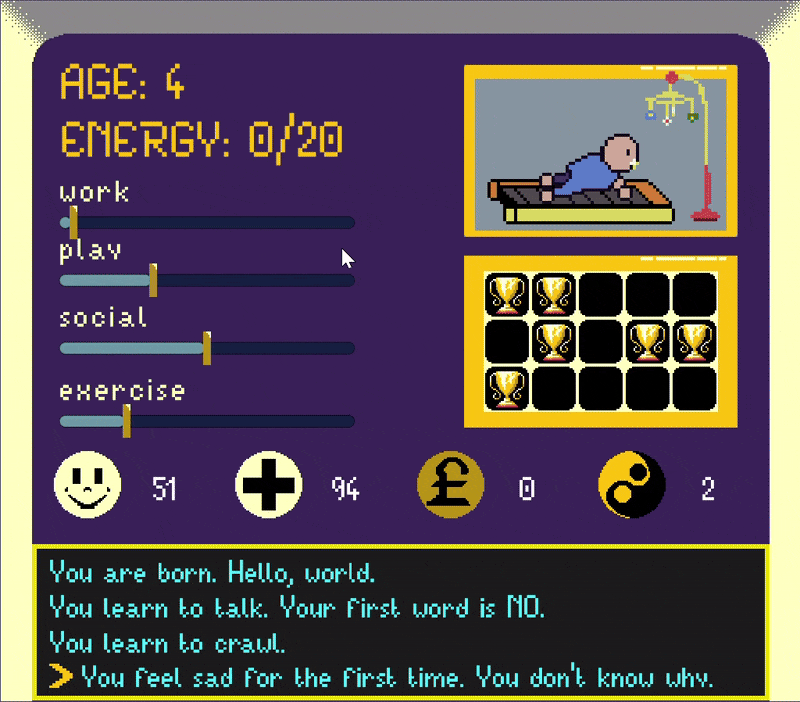 AGE: 4
ENERGY: 0/20
work
play
social
exercise
51
94
£
0
2
You are born. Hello, world.
You learn to talk. Your first word is NO.
You learn to crawl.
You feel sad for the first time. You don't know why.